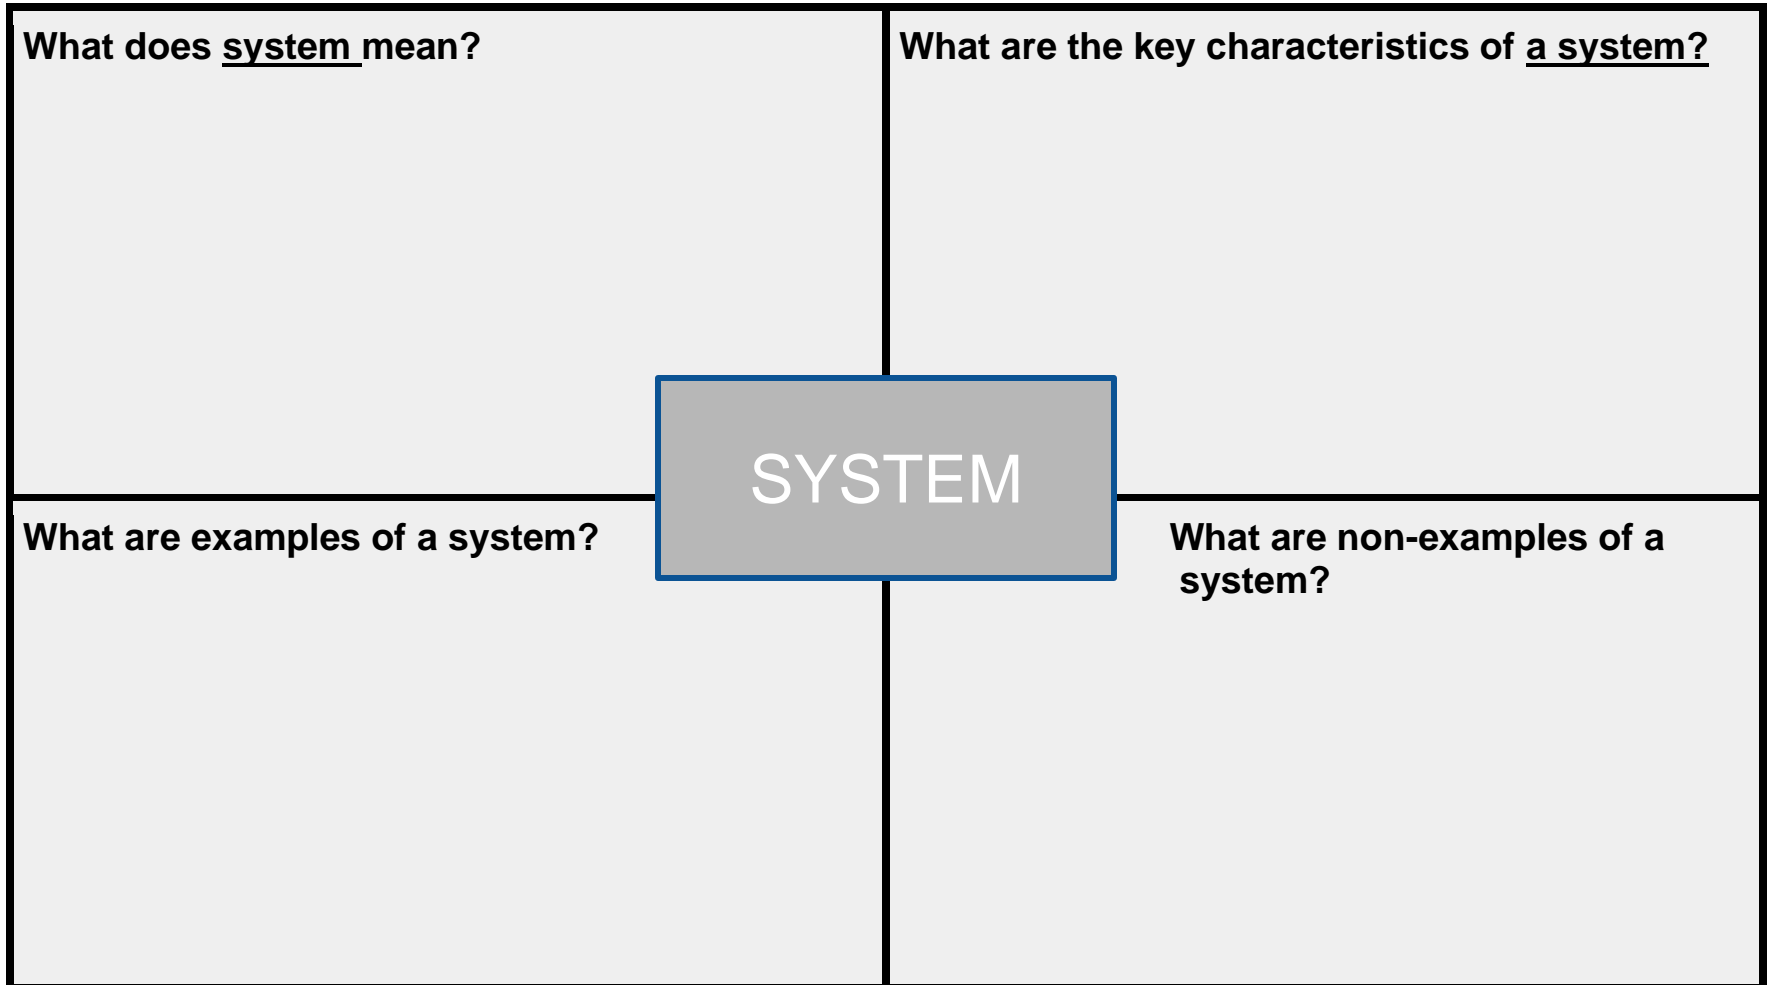 What does system mean?
What are the key characteristics of a system?
SYSTEM
What are examples of a system?
What are non-examples of a
system?